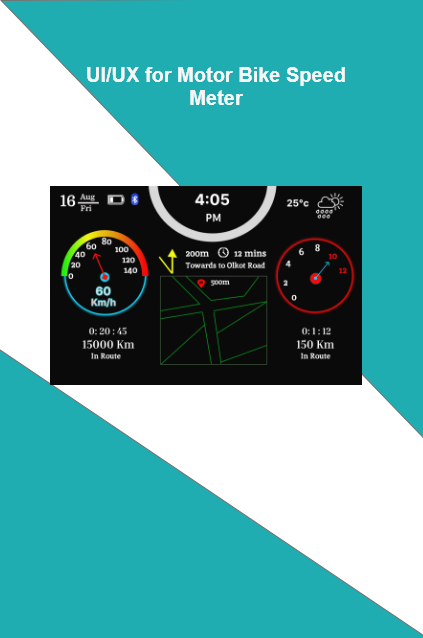 UI/UX for Motor Bike Speed
Meter
16 Aug
Fri
4:05
PM
25°c
0
20
40
60
80
100
120
140
60
Km/h
200m 12 mins
Towards to Olkot Road
500m
0
2
4
6
8
10
12
0: 20 : 45
15000 Km
In Route
0: 1 : 12
150 Km
In Route